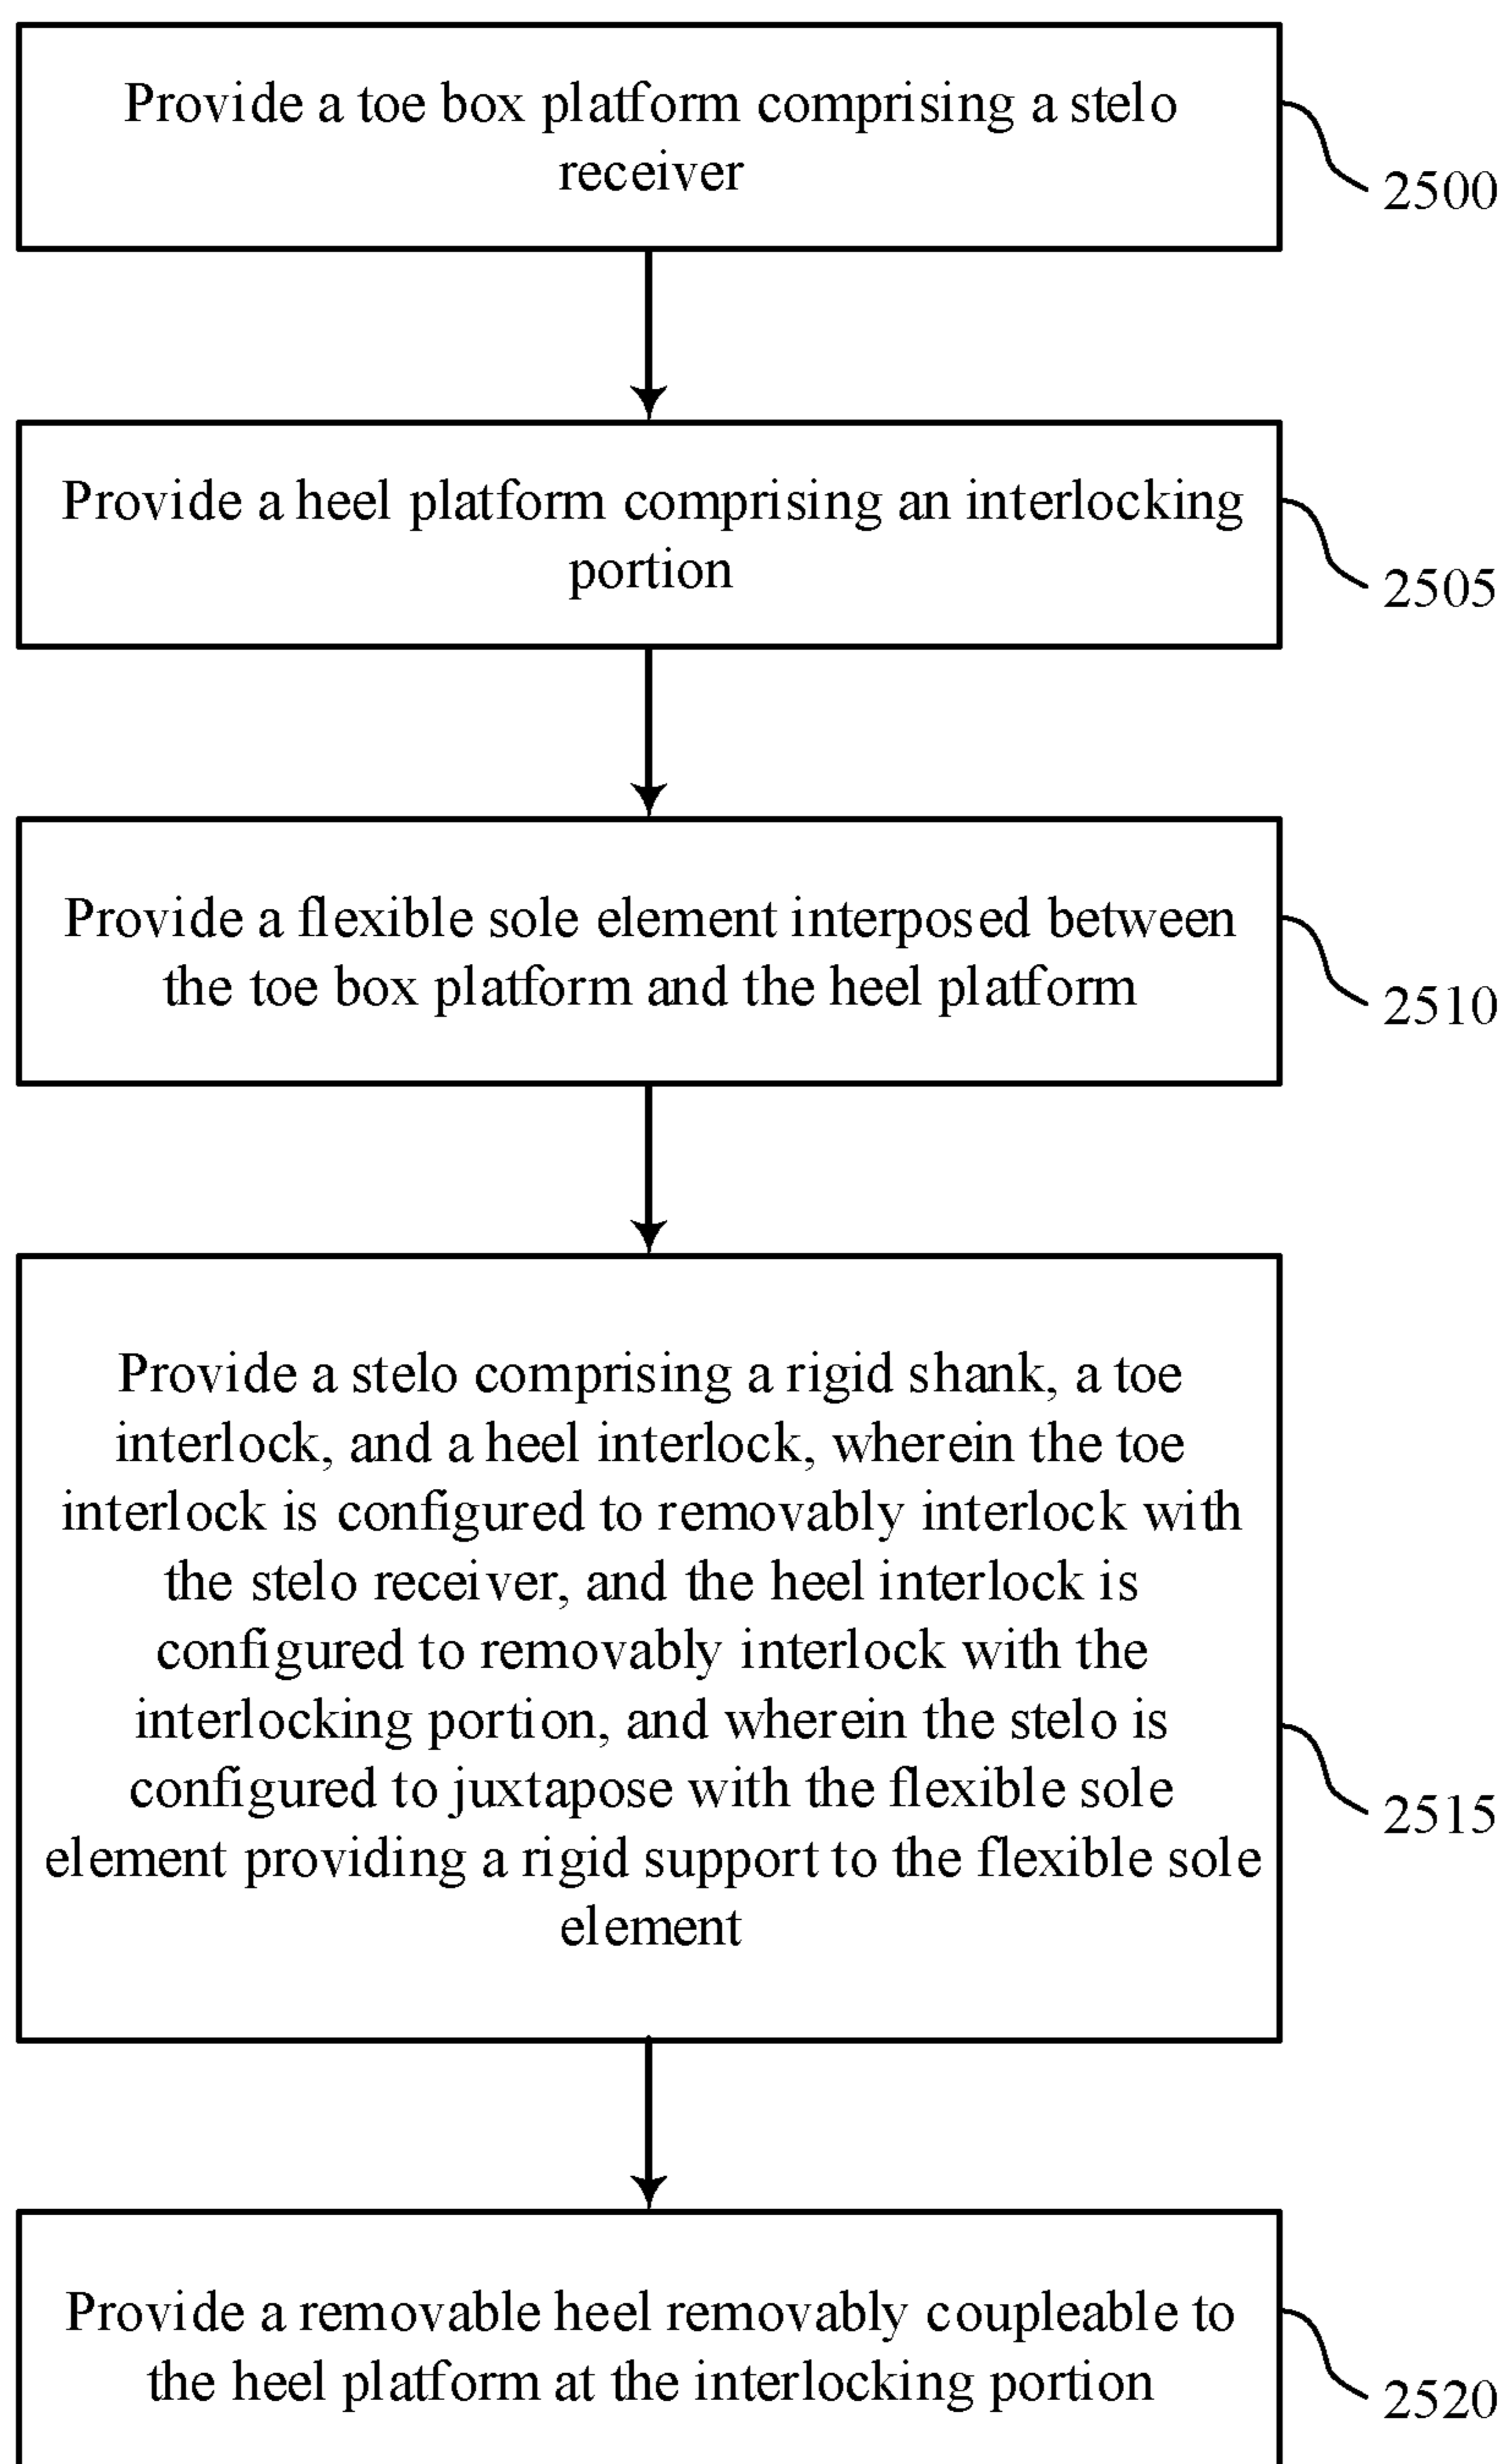 Provide a toe box platform comprising a stelo
receiver
2500
Provide a heel platform comprising an interlocking
portion
2505
Provide a flexible sole element interposed between
the toe box platform and the heel platform
2510
Provide a stelo comprising a rigid shank, a toe
interlock, and a heel interlock, wherein the toe
interlock is configured to removably interlock with
the stelo receiver, and the heel interlock is
configured to removably interlock with the
interlocking portion, and wherein the stelo is
configured to juxtapose with the flexible sole
element providing a rigid support to the flexible sole
element
2515
Provide a removable heel removably coupleable to
the heel platform at the interlocking portion
2520